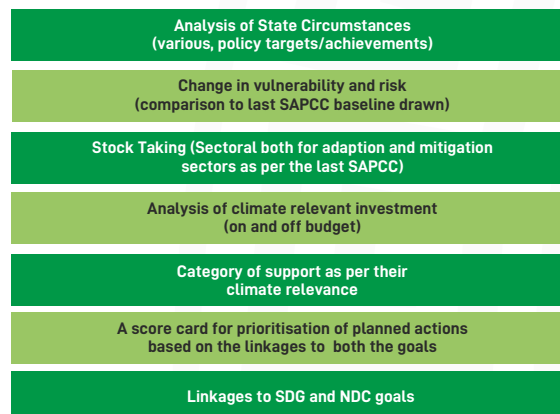 Analysis of State Circumstances
(various, policy targets/achievements)
Change in vulnerability and risk
(comparison to last SAPCC baseline drawn)
Stock Taking (Sectoral both for adaption and mitigation
sectors as per the last SAPCC)
Analysis of climate relevant investment
(on and off budget)
Category of support as per their
climate relevance
A score card for prioritisation of planned actions
based on the linkages to both the goals
Linkages to SDG and NDC goals